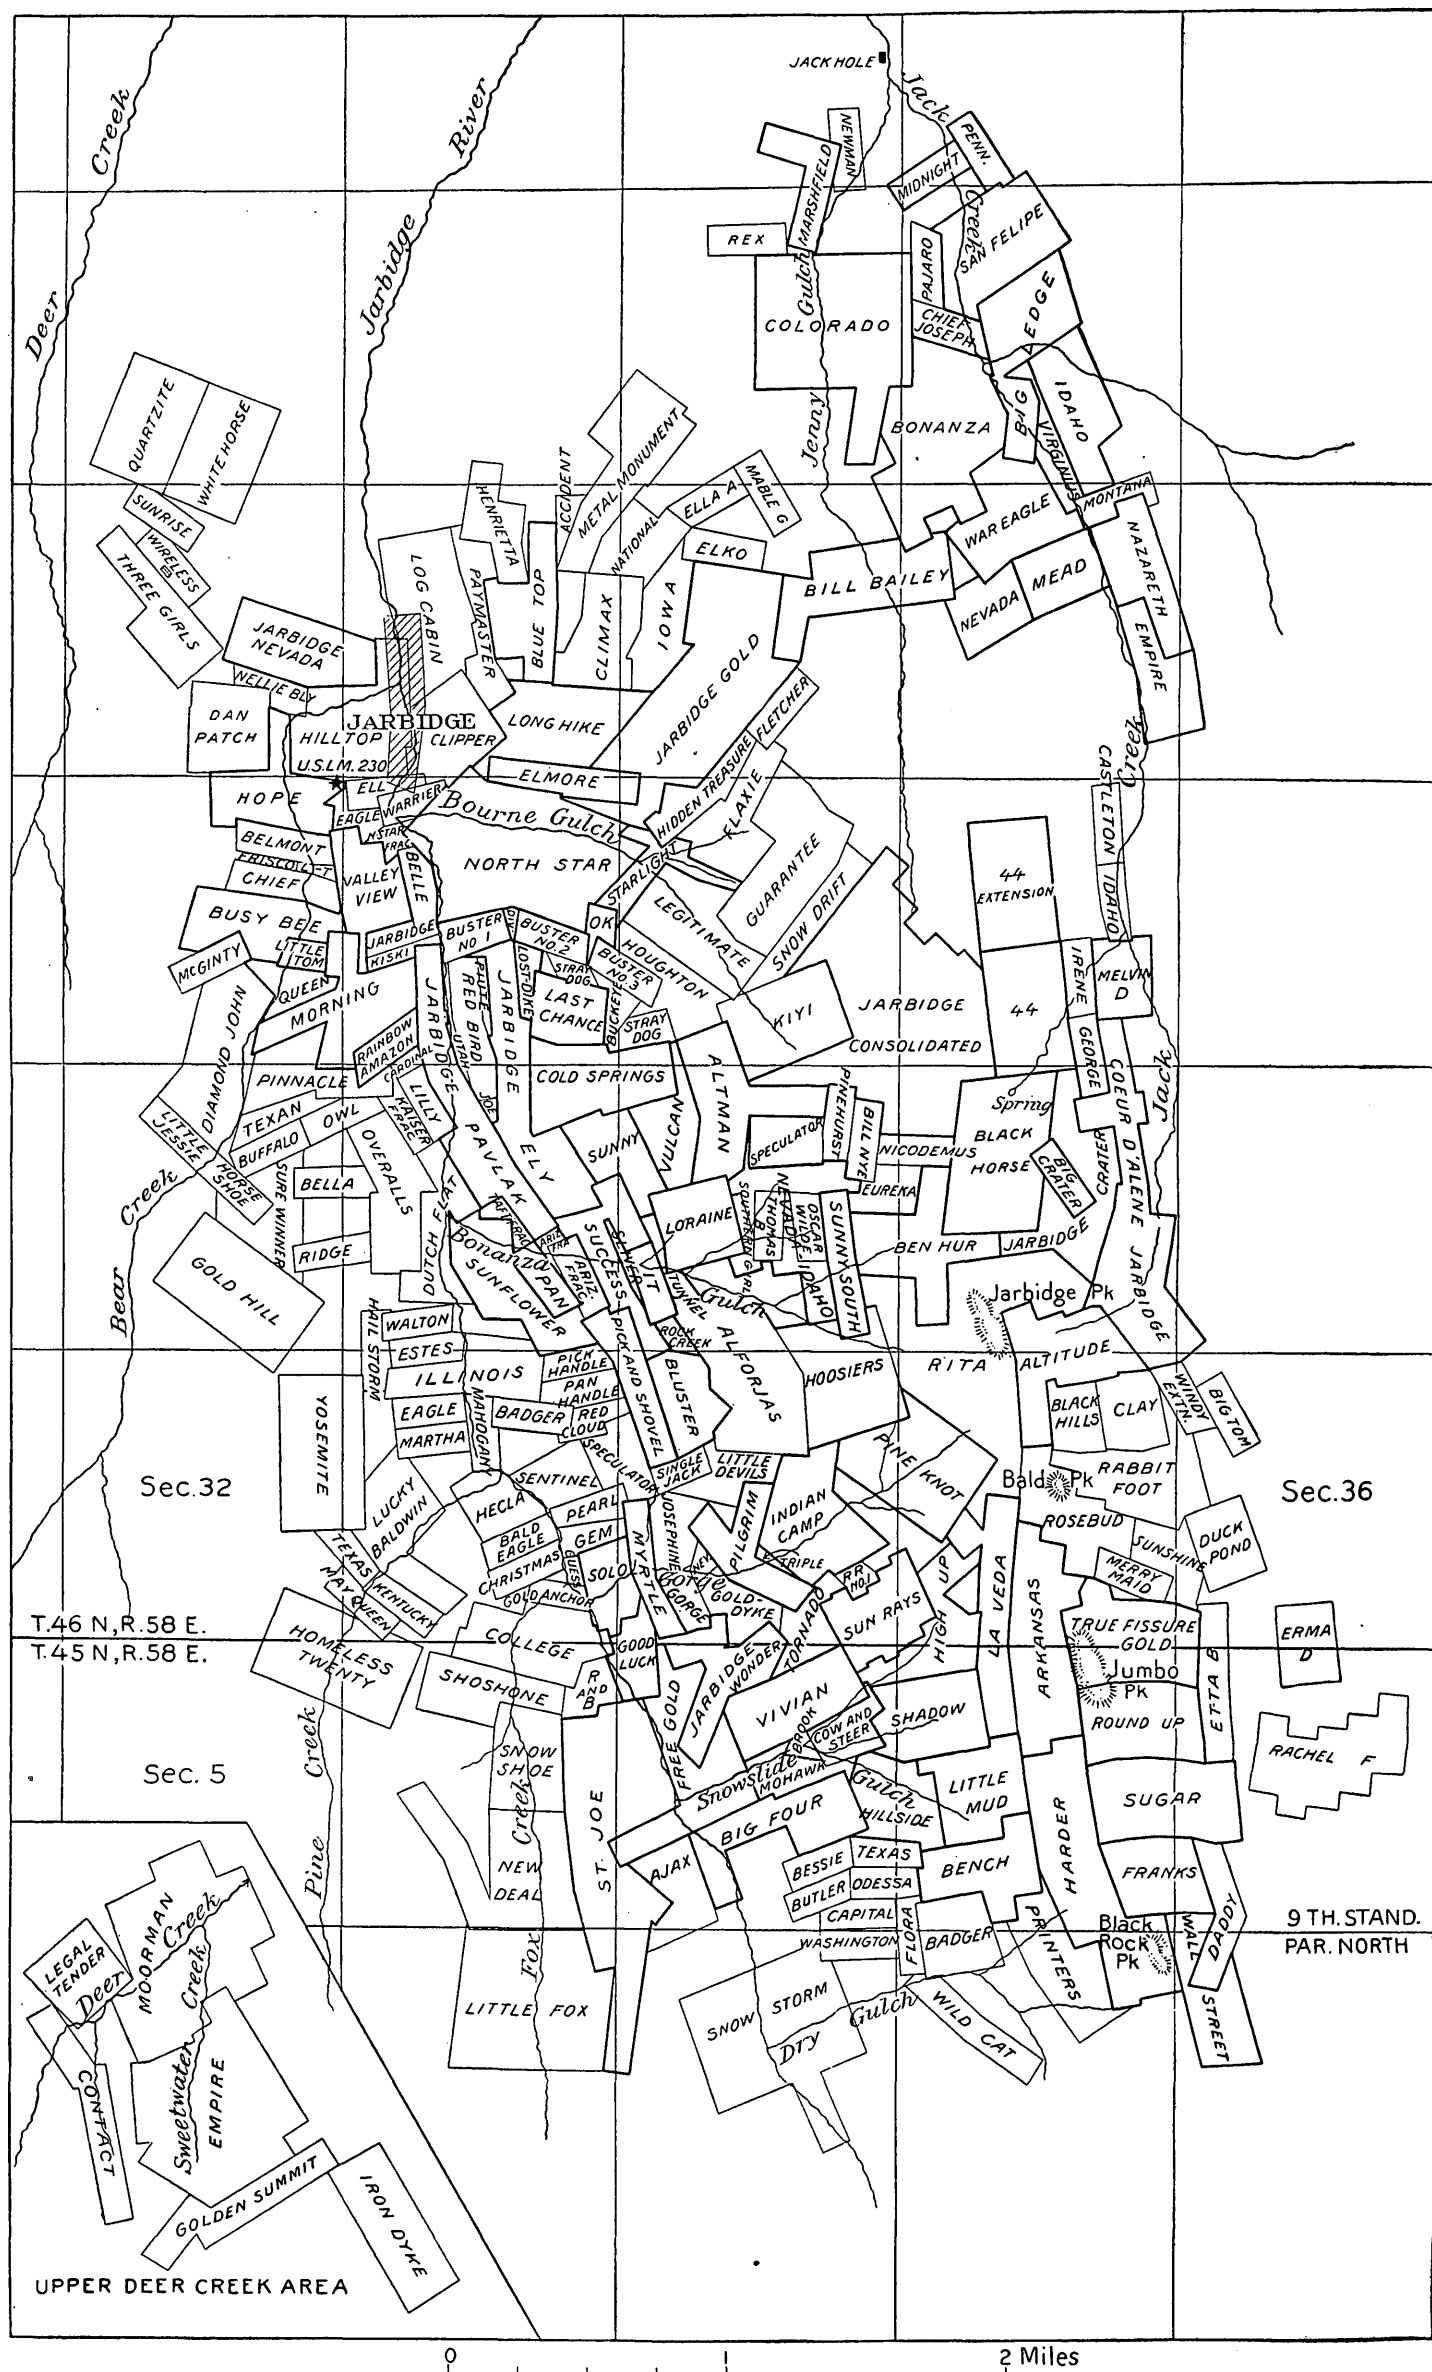 JACK HOLE
Jack
Creek
Deer
Creek
Jarbidge
River
NEWMAN
PENN.
MIDNIGHT
MARSHFIELD
REX
Gulch
Creek
SAN FELIPE
PAJARO
COLORADO
CHIEF
JOSEPH
BIG
LEDGE
IDAHO
Jenny
BONANZA
VIRGINIUS
MONTANA
WAR EAGLE
NAZARETH
BILL BAILEY
NEVADA
MEAD
EMPIRE
QUARTZITE
WHITE HORSE
SUNRISE
WIRELESS
THREE GIRLS
HENRIETTA
ACCIDENT
METAL MONUMENT
NATIONAL
ELLA A
MABLE G
ELKO
LOG CABIN
PAYMASTER
BLUE TOP
CLIMAX
IOWA
JARBIDGE
NEVADA
NELLIE BLY
DAN
PATCH
JARBIDGE
HILLTOP
CLIPPER
LONG HIKE
JARBIDGE GOLD
FLETCHER
U.S.L.M. 230
ELMORE
HIDDEN TREASURE
FLAXIE
HOPE
ELL
EAGLE
WARRIER
Bourne Gulch
N STAR
FRAC.
BELMONT
FRISCO
CHIEF
VALLEY
VIEW
BELLE
NORTH STAR
STARLIGHT
GUARANTEE
SNOW DRIFT
LEGITIMATE
BUSY BEE
LITTLE
TOM
MCGINTY
JARBIDGE
KISKI
BUSTER
NO 1
BUSTER
NO.2
OK
HOUGHTON
BUSTER
NO.3
STRAY
DOG
LOST DIKE
LAST
CHANCE
BUCKEYE
STRAY
DOG
QUEEN
MORNING
DIAMOND JOHN
JARBIDGE
PIUTE
RED BIRD
JARBIDGE
UTAH
JOE
KIYI
JARBIDGE
CONSOLIDATED
44
EXTENSION
44
IRENE
MELVIN
D
CASTLETON
IDAHO
Creek
GEORGE
COEUR D'ALENE
Jack
RAINBOW
AMAZON
CARDINAL
PINNACLE
TEXAN
OWL
BUFFALO
LILLY
KAISER
FRAC.
COLD SPRINGS
ALTMAN
VULCAN
SUNNY
ELY
PAVLAK
LITTLE
JESSIE
HORSE
SHOE
SURE WINNER
BELLA
OVERALLS
RIDGE
DUTCH FLAT
GOLD HILL
Bear
Creek
SPECULATOR
PINEHURST
BILL NYE
NICODEMUS
EUREKA
Spring
BLACK
HORSE
BIG
CRATER
CRATER
BEN HUR
JARBIDGE
JARBIDGE
LORAINE
SOUTHERN GIRL
THOMAS
B
NEVADA
OSCAR
WILDE
IDAHO
SUNNY SOUTH
Bonanza
Gulch
SUNFLOWER
PAN
ARIZ.
FRAC.
SUCCESS
SLIVER
JIT
TUNNEL
Jarbidge Pk
RITA
ALTITUDE
HAIL STORM
WALTON
ESTES
ILLINOIS
EAGLE
MARTHA
MAHOGANY
BADGER
PICK
HANDLE
PAN
HANDLE
RED
CLOUD
PICK AND SHOVEL
ROCK
CREEK
BLUSTER
ALFORJAS
HOOSIERS
YOSEMITE
Sec.32
LUCKY
BALDWIN
SENTINEL
SPECULATOR
SINGLE
JACK
LITTLE
DEVILS
PINE KNOT
BLACK
HILLS
CLAY
WINDY
EXTN.
BIG TOM
Bald Pk
RABBIT
FOOT
Sec.36
HECLA
PEARL
BALD
EAGLE
GEM
CHRISTMAS
GUESS
SOLO
GOLD ANCHOR
MYRTLE
JOSEPHINE
GORGE
PILGRIM
INDIAN
CAMP
TRIPLE
GOLD-
DYKE
R R
NO.1
ROSEBUD
SUNSHINE
MERRY
MAID
DUCK
POND
TEXAS
MAY QUEEN
KENTUCKY
HOMELESS
TWENTY
T.46 N,R.58 E.
T.45 N,R.58 E.
COLLEGE
SHOSHONE
GOOD
LUCK
R
AND
B
FREE GOLD
JARBIDGE
WONDER
TORNADO
SUN RAYS
HIGH UP
LA VEDA
ARKANSAS
TRUE FISSURE
GOLD
Jumbo
Pk
ETTA B
ERMA
D
VIVIAN
SHADOW
COW AND
STEER
BROOK
ROUND UP
RACHEL F
Snowslide
Gulch
MOHAWK
HILLSIDE
BIG FOUR
LITTLE
MUD
SUGAR
SNOW
SHOE
Creek
Sec. 5
Pine
Creek
NEW
DEAL
ST. JOE
AJAX
BESSIE
TEXAS
BUTLER
ODESSA
BENCH
HARDER
FRANKS
CAPITAL
WASHINGTON
FLORA
BADGER
PRINTERS
Black
Rock
Pk
WALL
STREET
DADDY
9 TH. STAND.
PAR. NORTH
Fox
LITTLE FOX
SNOW STORM
Dry
Gulch
WILD CAT
LEGAL
TENDER
MOORMAN
Deer
Creek
Creek
Sweetwater
EMPIRE
CONTACT
GOLDEN SUMMIT
IRON DYKE
UPPER DEER CREEK AREA
0 1 2 Miles